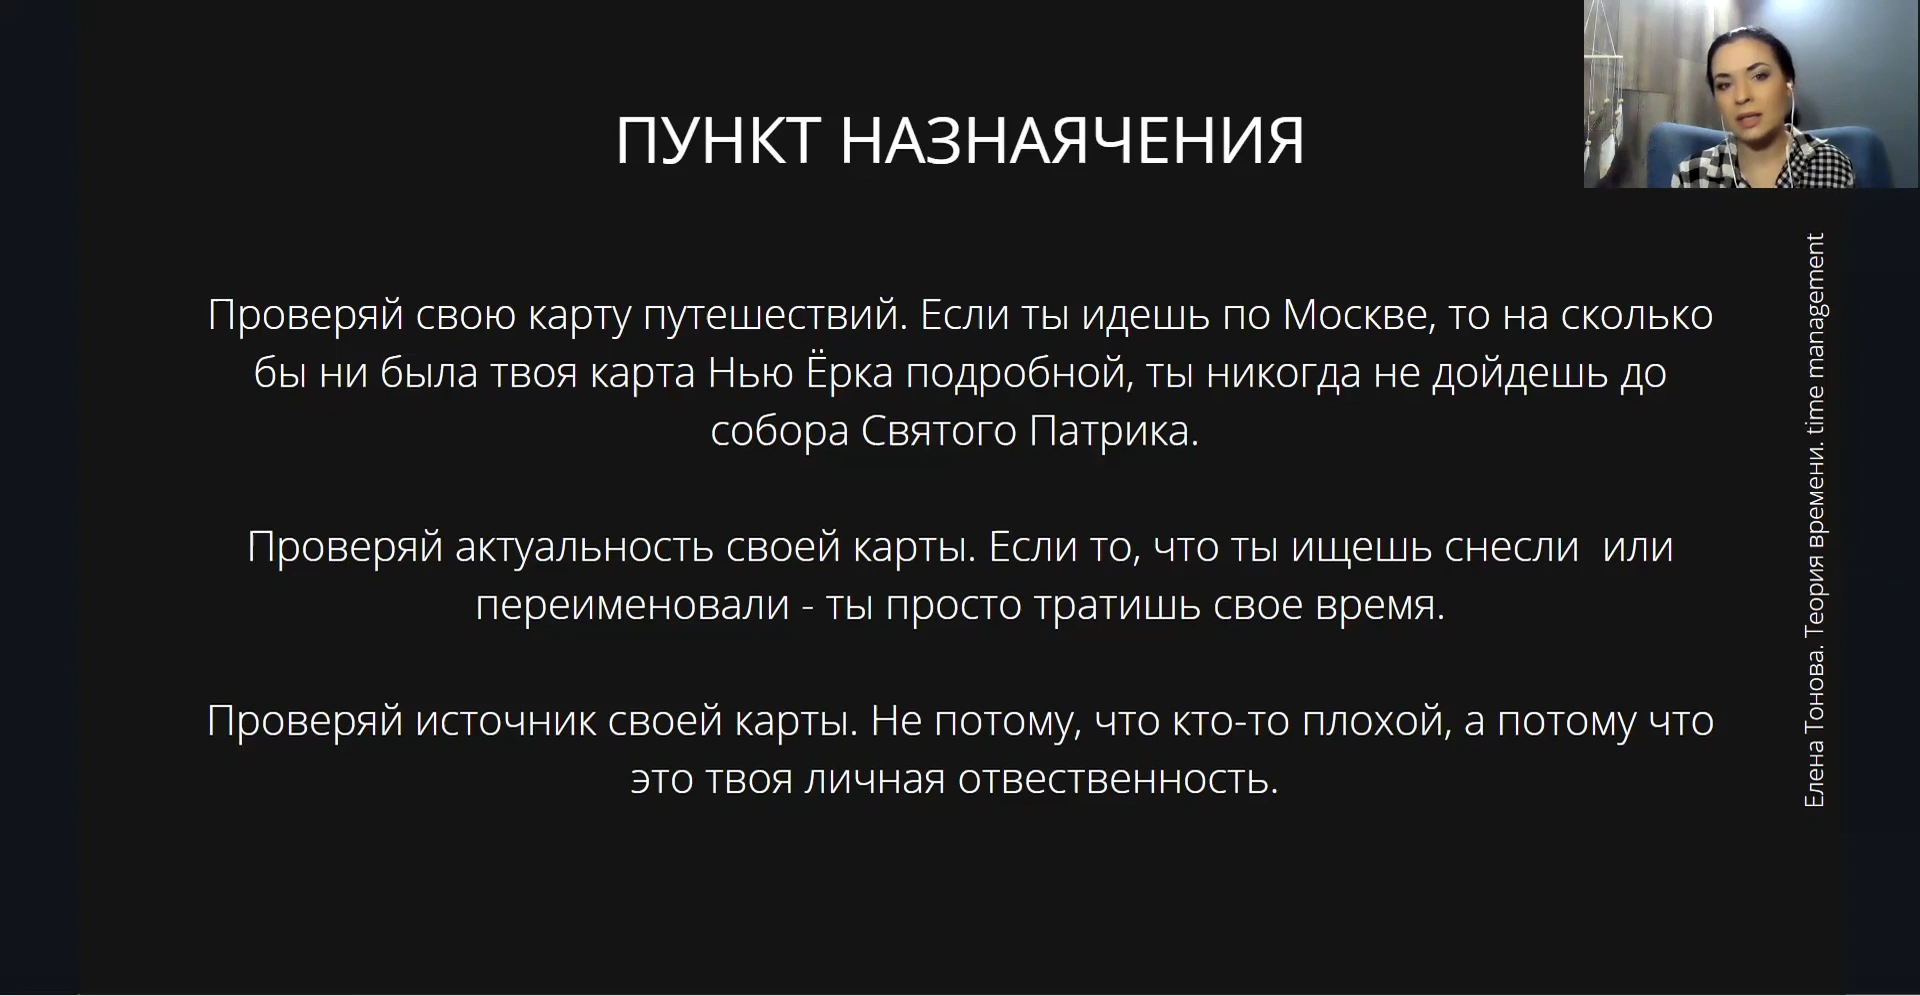 ПУНКТ НАЗНАЯЧЕНИЯ
Проверяй свою карту путешествий. Если ты идешь по Москве, то на сколько
бы ни была твоя карта Нью Ёрка подробной, ты никогда не дойдешь до
собора Святого Патрика.
Проверяй актуальность своей карты. Если то, что ты ищешь снесли  или
переименовали - ты просто тратишь свое время.
Проверяй источник своей карты. Не потому, что кто-то плохой, а потому что
это твоя личная отвественность.
Елена Тонова. Теория времени. time management